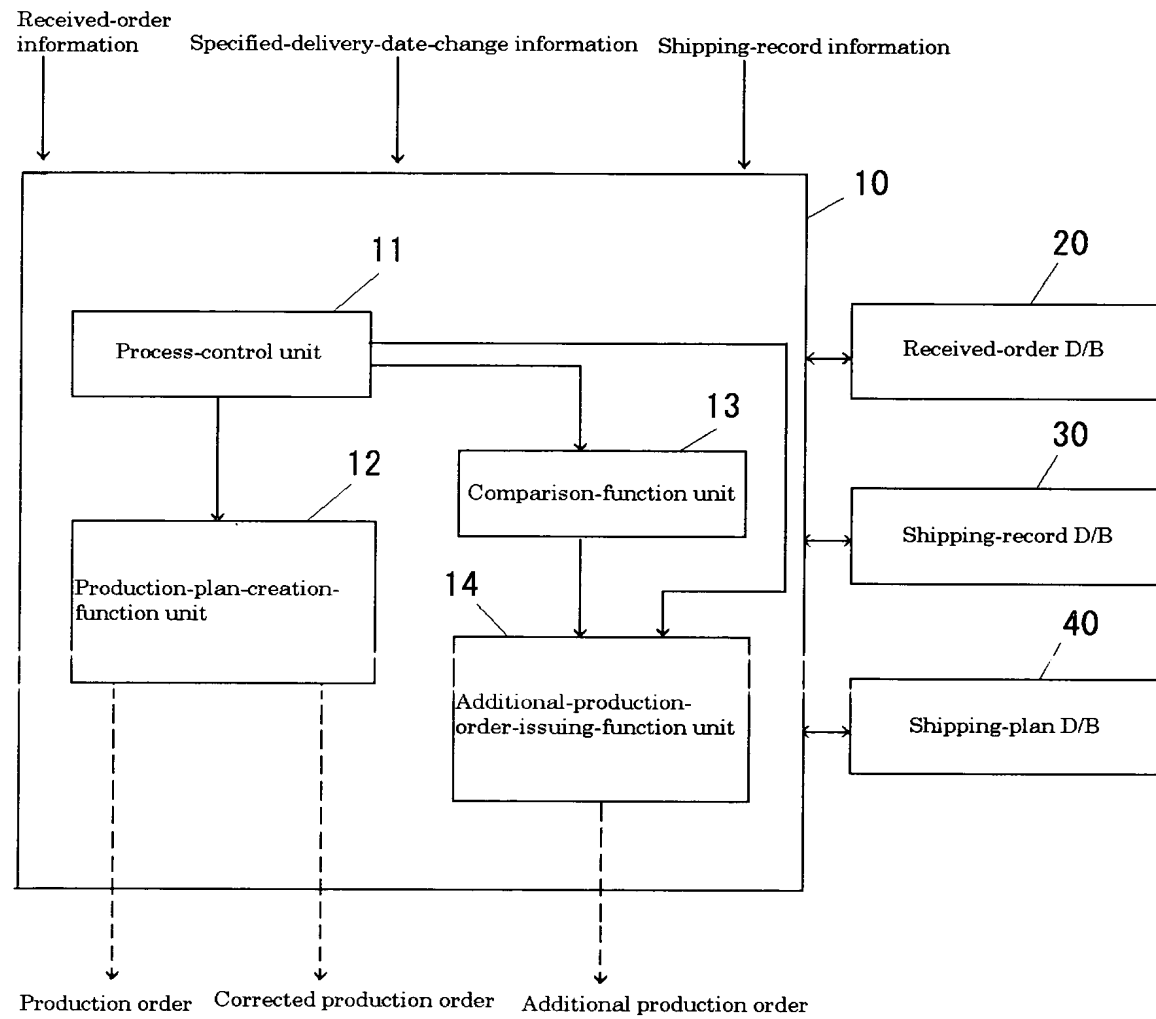 Received-order
information
Specified-delivery-date-change information
Shipping-record information
10
11
20
Process-control unit
Received-order D/B
13
30
12
Comparison-function unit
Shipping-record D/B
Production-plan-creation-
function unit
14
40
Additional-production-
order-issuing-function unit
Shipping-plan D/B
Production order
Corrected production order
Additional production order